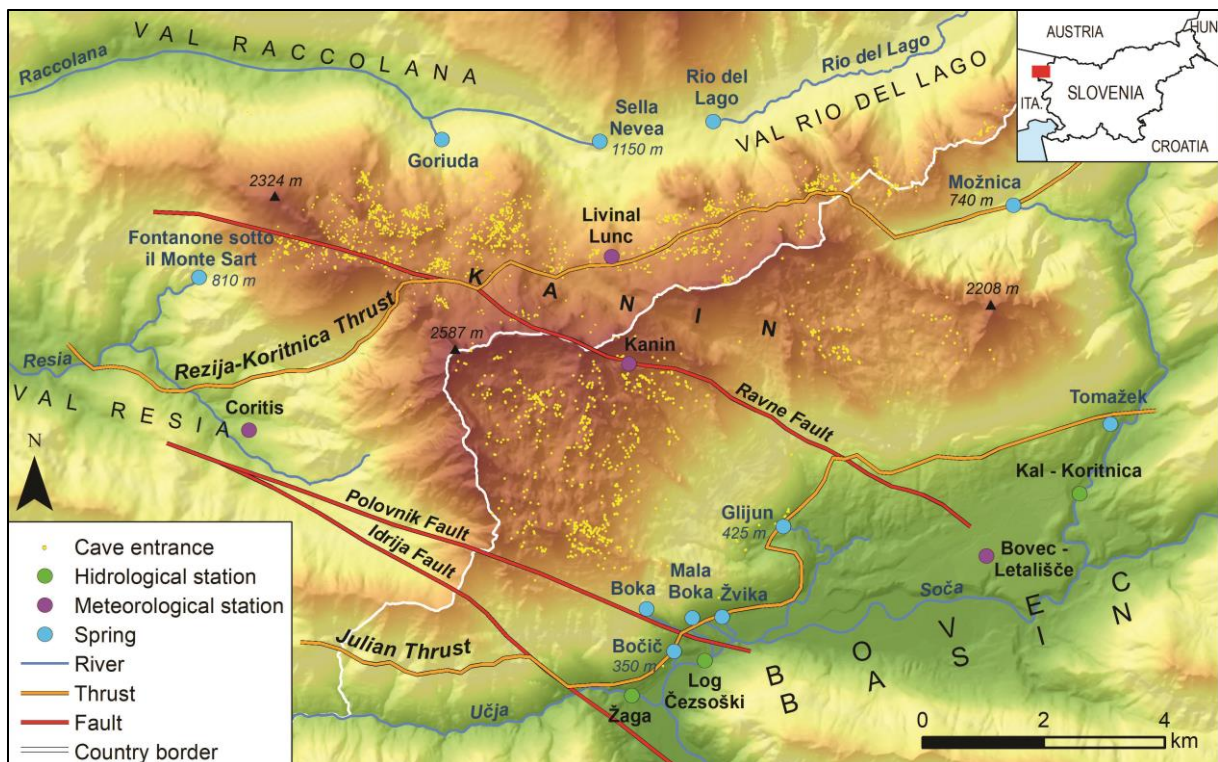 VAL RACCOLANA
Raccolana
Rio del Lago
Rio del
Lago
VAL RIO DEL LAGO
Sella
Nevea
1150 m
Goriuda
AUSTRIA
HUN
ITA.
SLOVENIA
CROATIA
2324 m
Možnica
740 m
Livinal
Lunc
Fontanone sotto
il Monte Sart
810 m
KANIN
2208 m
2587 m
Kanin
Rezija-Koritnica Thrust
Resia
VAL RESIA
Coritis
Ravne Fault
Tomažek
N
Kal - Koritnica
Polovnik Fault
Idrija Fault
Glijun
425 m
Bovec -
Letališče
Soča
Boka
Mala
Boka
Žvika
Julian Thrust
Bočič
350 m
Log
Čezsoški
BOVEC
BASIN
Učja
Žaga
Cave entrance
Hidrological station
Meteorological station
Spring
River
Thrust
Fault
Country border
0 2 4
km